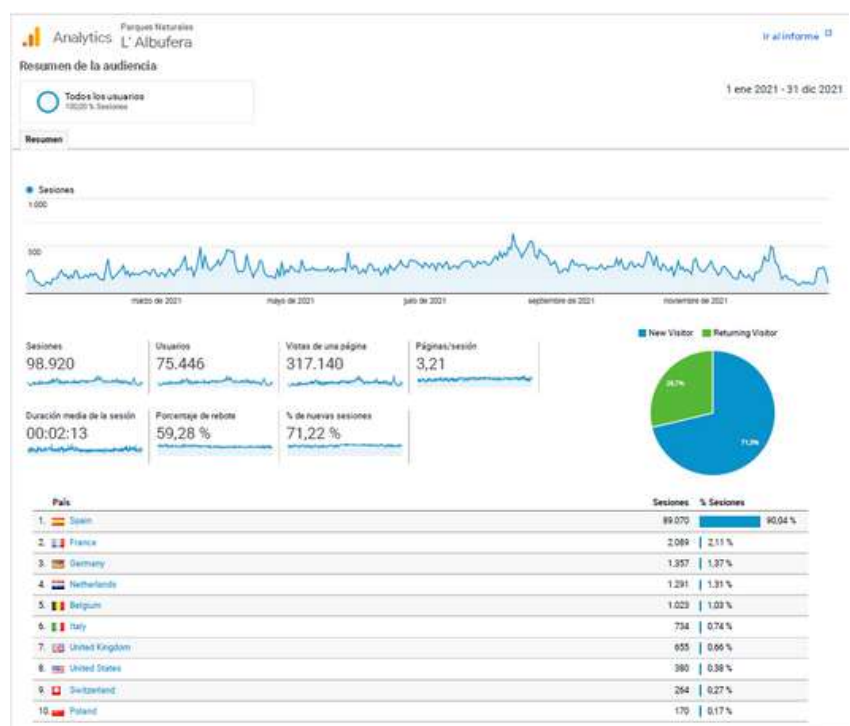 Analytics
Parques Naturales
L' Albufera
Ir al informe
Resumen de la audiencia
Todos los usuarios
100,00 % Sesiones
1 ene 2021 - 31 dic 2021
Resumen
Sesiones
1.000
500
marzo de 2021 mayo de 2021 julio de 2021 septiembre de 2021 noviembre de 2021
New Visitor Returning Visitor
Sesiones
98.920
Usuarios
75.446
Vistas de una página
317.140
Páginas/sesión
3,21
Duración media de la sesión
00:02:13
Porcentaje de rebote
59,28 %
% de nuevas sesiones
71,22 %
País Sesiones % Sesiones
1. Spain 89.070 90,04 %
2. France 2.089 2,11 %
3. Germany 1.357 1,37 %
4. Netherlands 1.291 1,31 %
5. Belgium 1.023 1,03 %
6. Italy 734 0,74 %
7. United Kingdom 655 0,66 %
8. United States 380 0,38 %
9. Switzerland 264 0,27 %
10. Poland 170 0,17 %